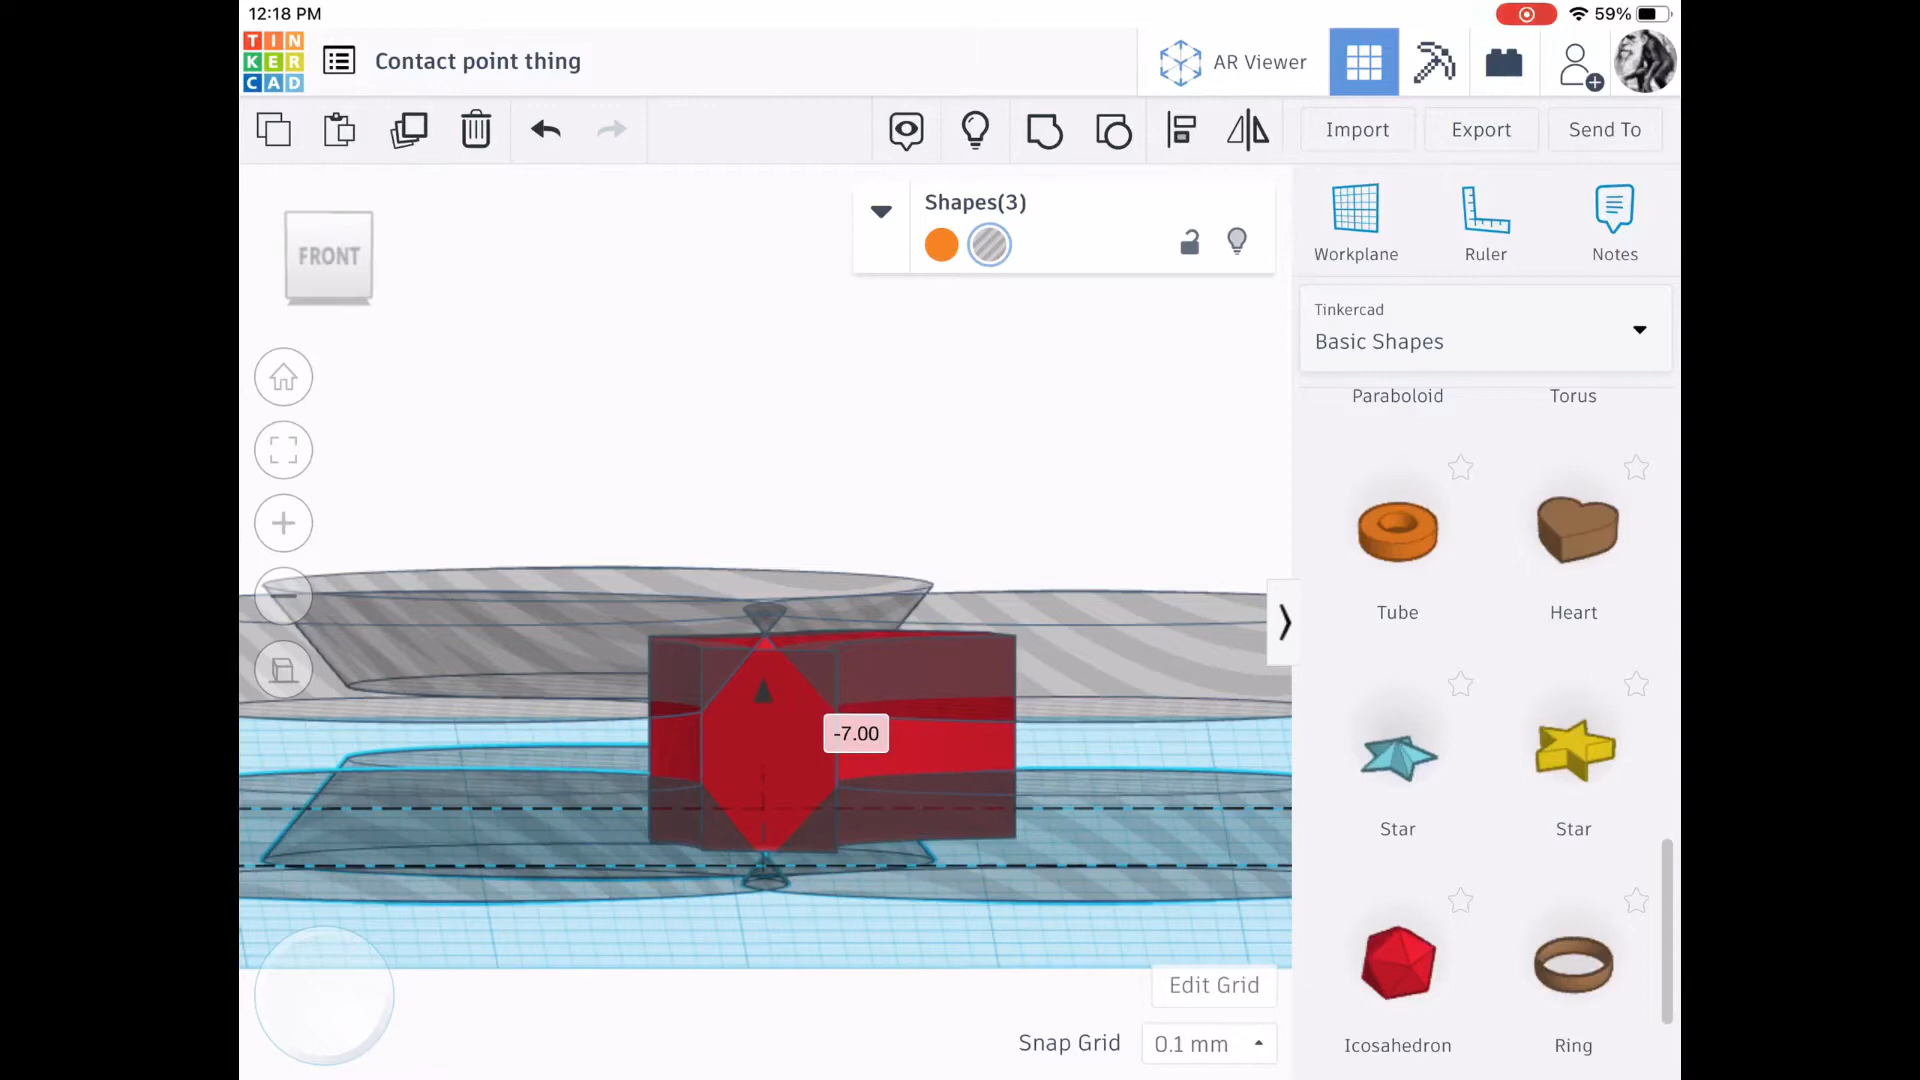 12:18 PM
59%
TIN
KER
CAD
Contact point thing
AR Viewer
Import
Export
Send To
Shapes(3)
FRONT
Workplane
Ruler
Notes
Tinkercad
Basic Shapes
Paraboloid
Torus
Tube
Heart
-7.00
Star
Star
Icosahedron
Ring
Edit Grid
Snap Grid
0.1 mm